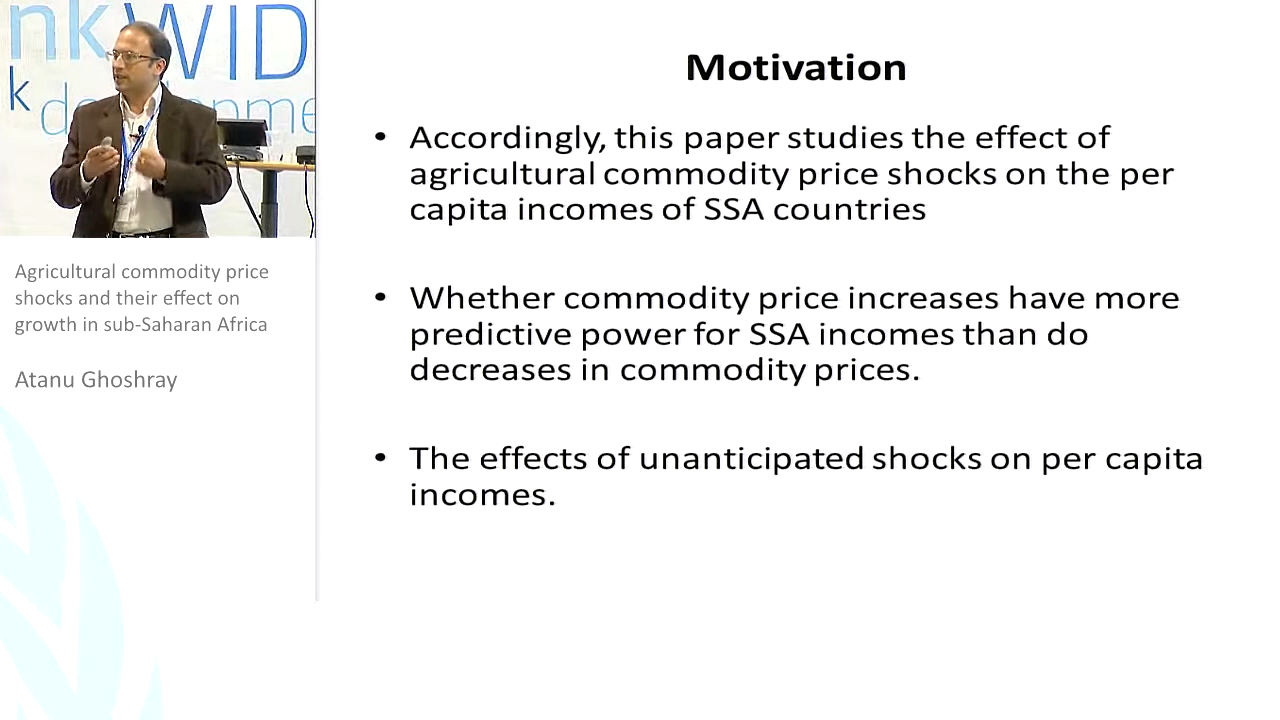 nkWID
k developme
Agricultural commodity price
shocks and their effect on
growth in sub-Saharan Africa
Atanu Ghoshray
Motivation
• Accordingly, this paper studies the effect of
agricultural commodity price shocks on the per
capita incomes of SSA countries
• Whether commodity price increases have more
predictive power for SSA incomes than do
decreases in commodity prices.
• The effects of unanticipated shocks on per capita
incomes.